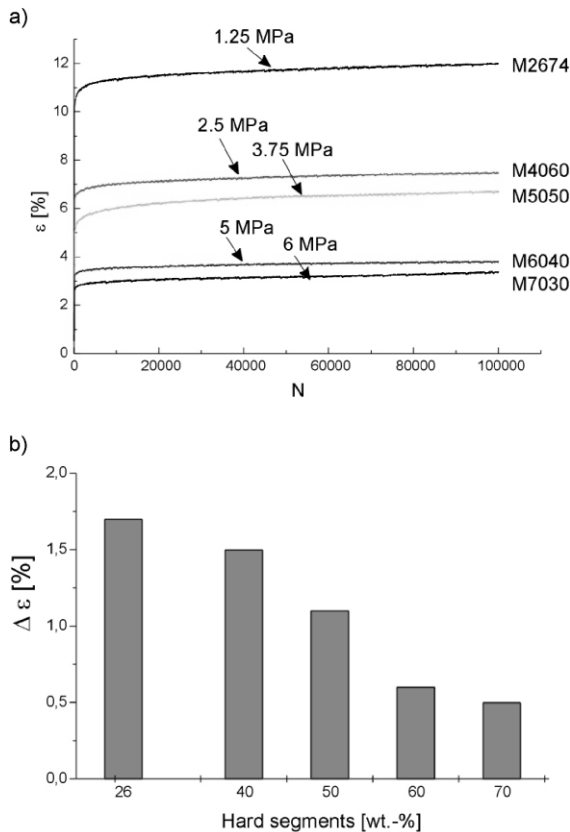 a)
1.25 MPa
M2674
2.5 MPa
3.75 MPa
M4060
M5050
5 MPa
6 MPa
M6040
M7030
12
10
8
6
4
2
0
ε [%]
0 20000 40000 60000 80000 100000
N
b)
2,0
1,5
1,0
0,5
0,0
Δ ε [%]
26 40 50 60 70
Hard segments [wt.-%]